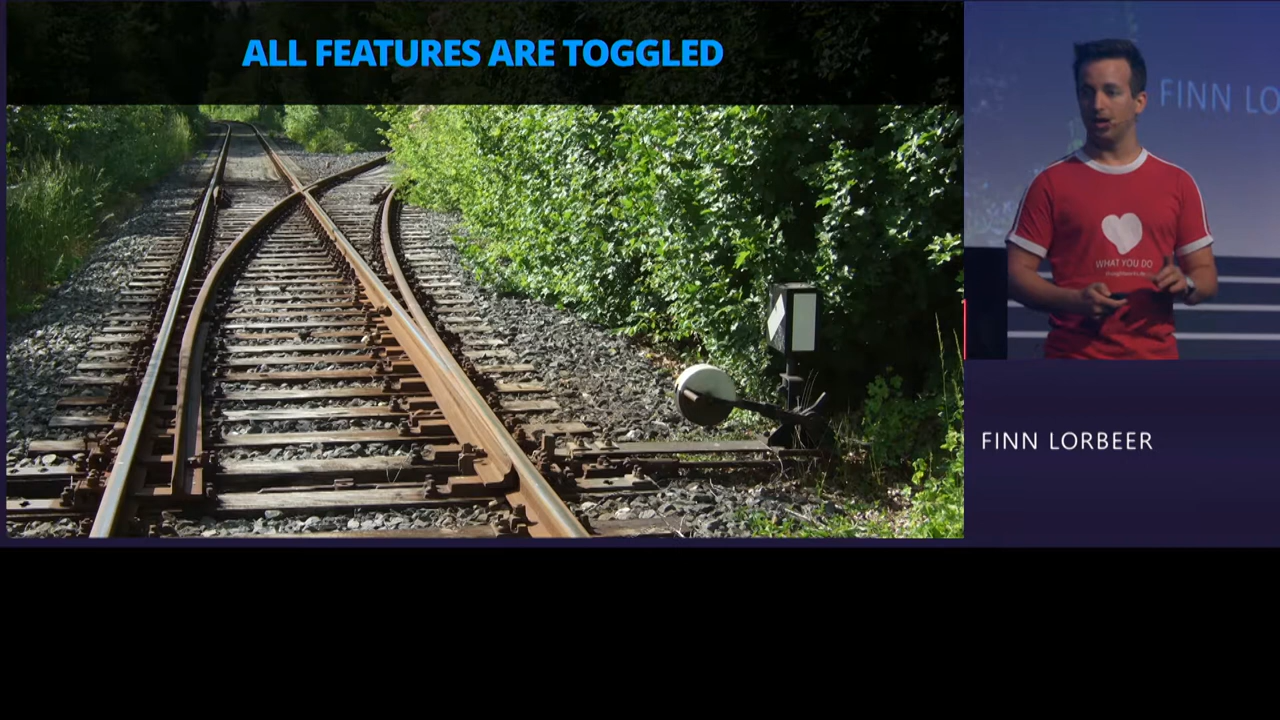 ALL FEATURES ARE TOGGLED
FINN LO
WHAT YOU DO
FINN LORBEER